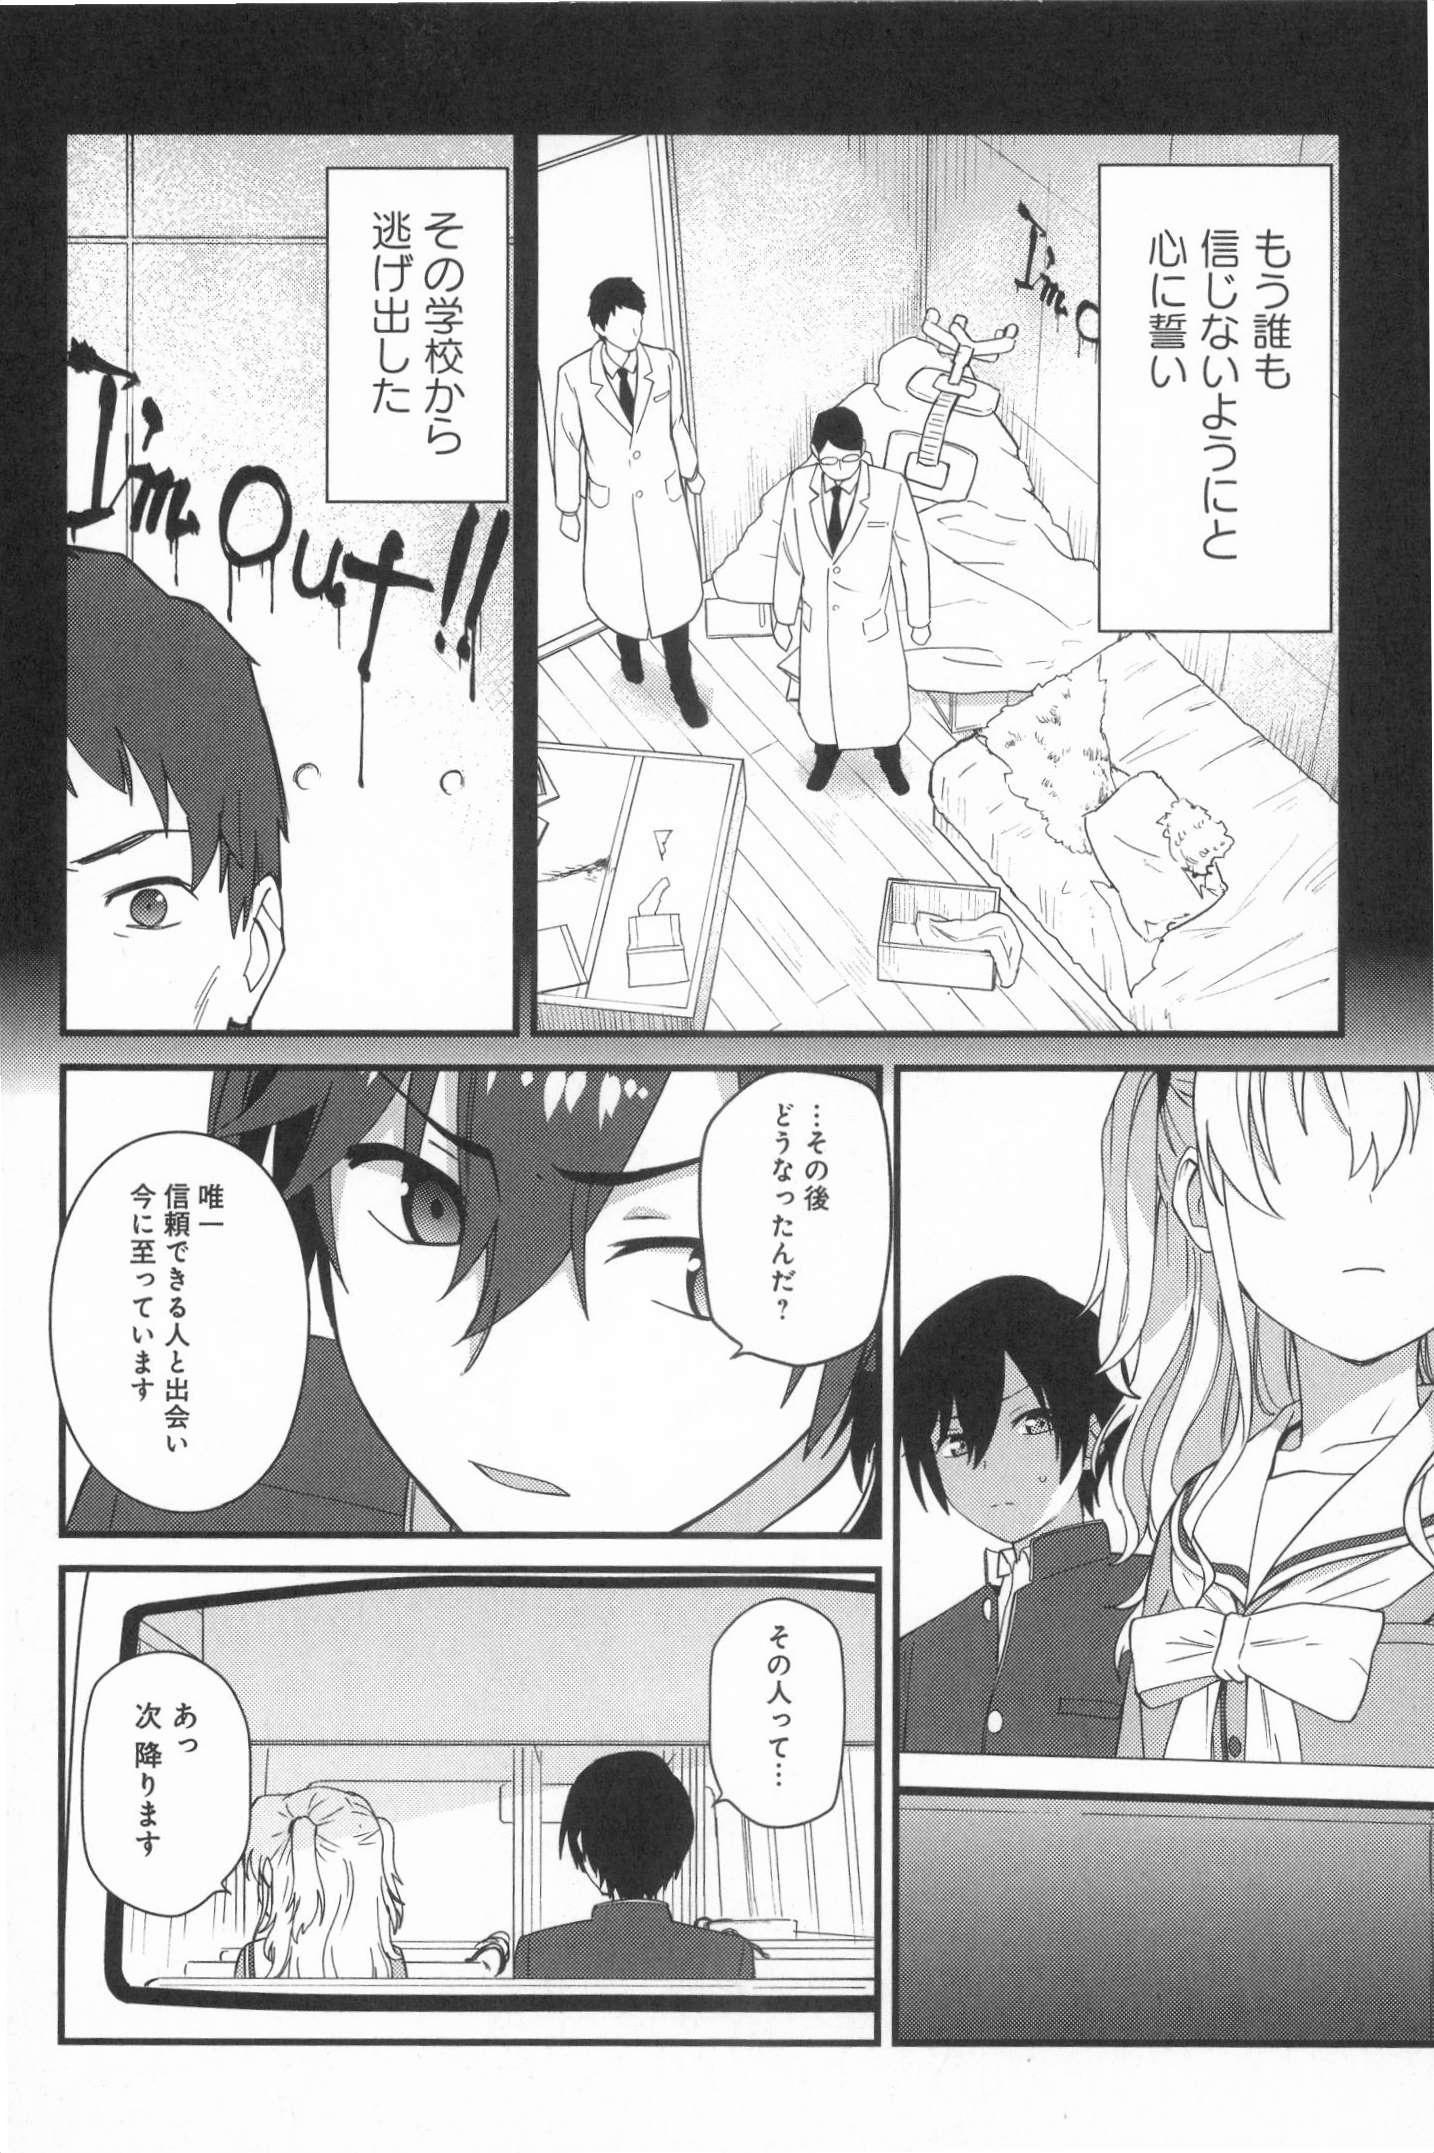 もう誰も
信じないようにと
心に誓い
I'm O
その学校から
逃げ出した
I'm Out!!
…その後
どうなったんだ？
唯一
信頼できる人と出会い
今に至っています
その人って…
あっ
次 降ります